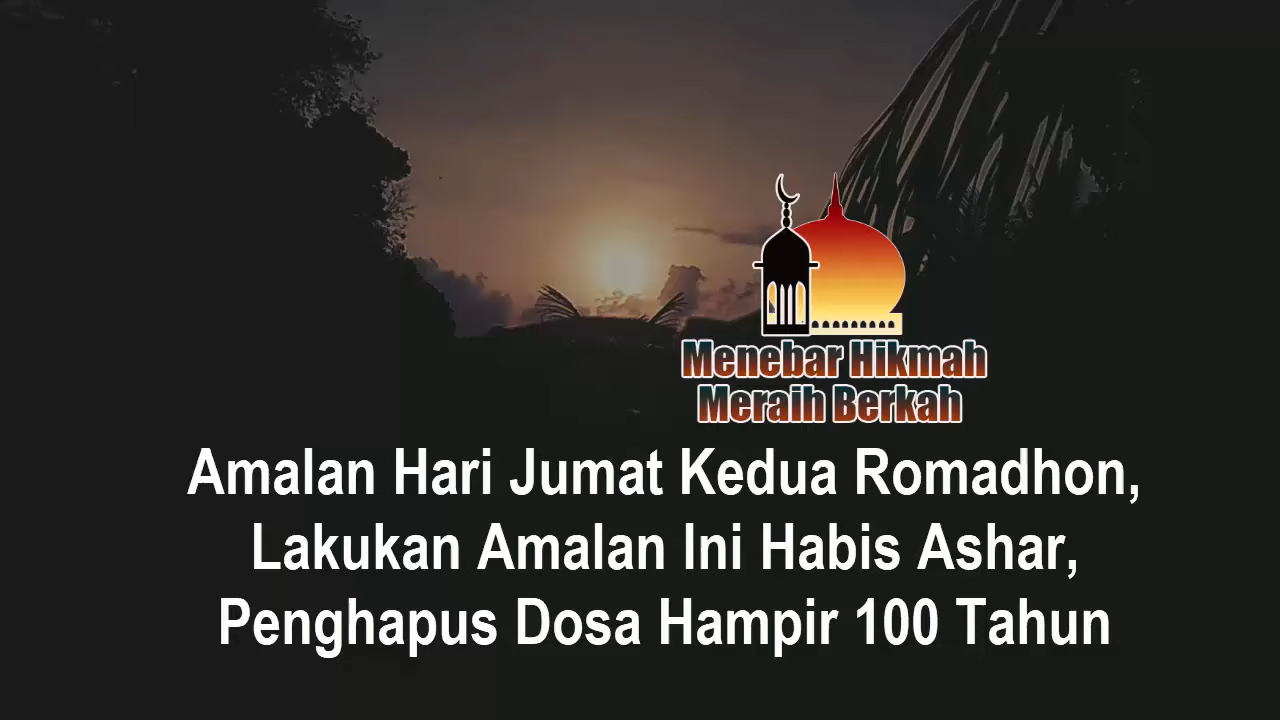 Menebar Hikmah
Meraih Berkah
Amalan Hari Jumat Kedua Romadhon,
Lakukan Amalan Ini Habis Ashar,
Penghapus Dosa Hampir 100 Tahun